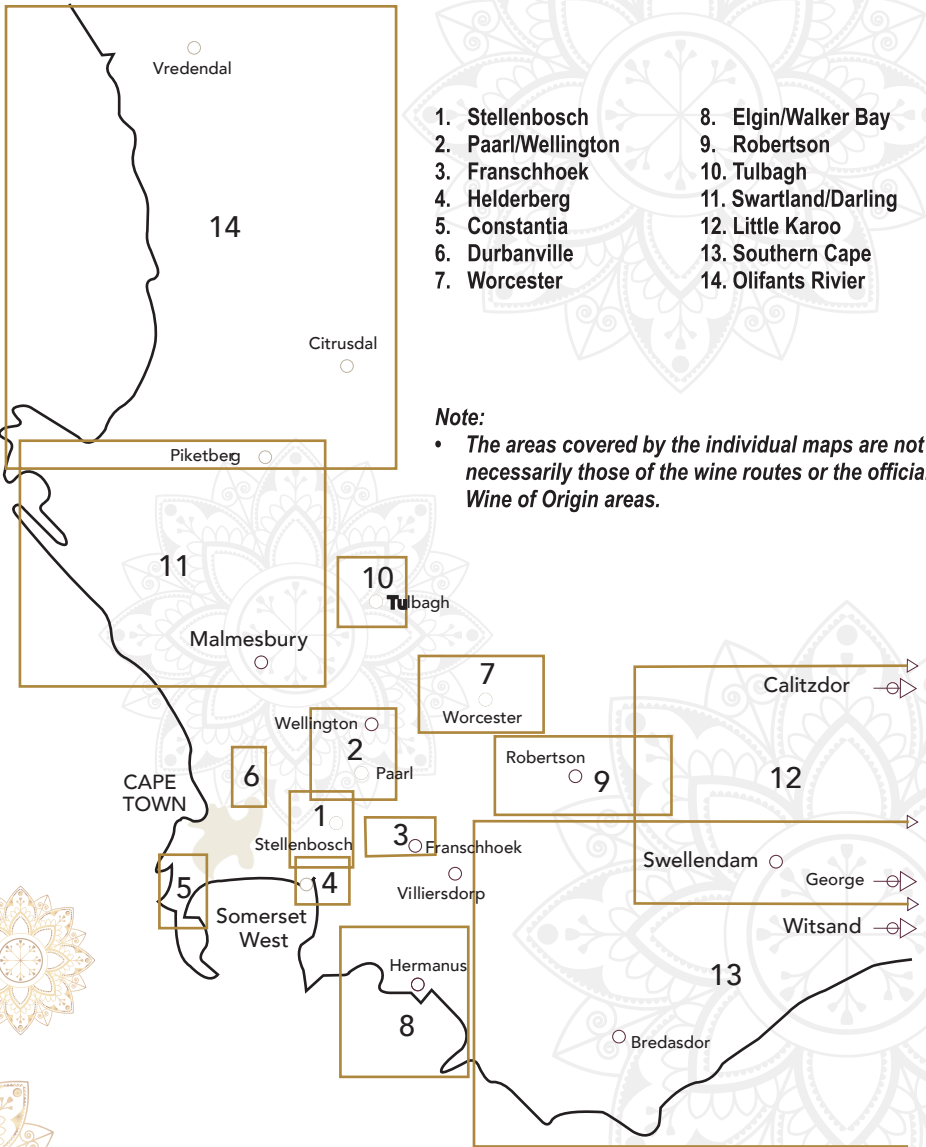 Vredendal
1. Stellenbosch
2. Paarl/Wellington
3. Franschhoek
4. Helderberg
5. Constantia
6. Durbanville
7. Worcester
8. Elgin/Walker Bay
9. Robertson
10. Tulbagh
11. Swartland/Darling
12. Little Karoo
13. Southern Cape
14. Olifants Rivier
14
Citrusdal
Note:
• The areas covered by the individual maps are not
necessarily those of the wine routes or the official
Wine of Origin areas.
Piketberg
11
10
Tulbagh
Malmesbury
7
Worcester
Calitzdor
Wellington
2
Paarl
Robertson
9
12
6
CAPE
TOWN
1
Stellenbosch
3
Franschhoek
Swellendam
George
Villiersdorp
5
4
Somerset
West
Witsand
Hermanus
8
13
Bredasdor